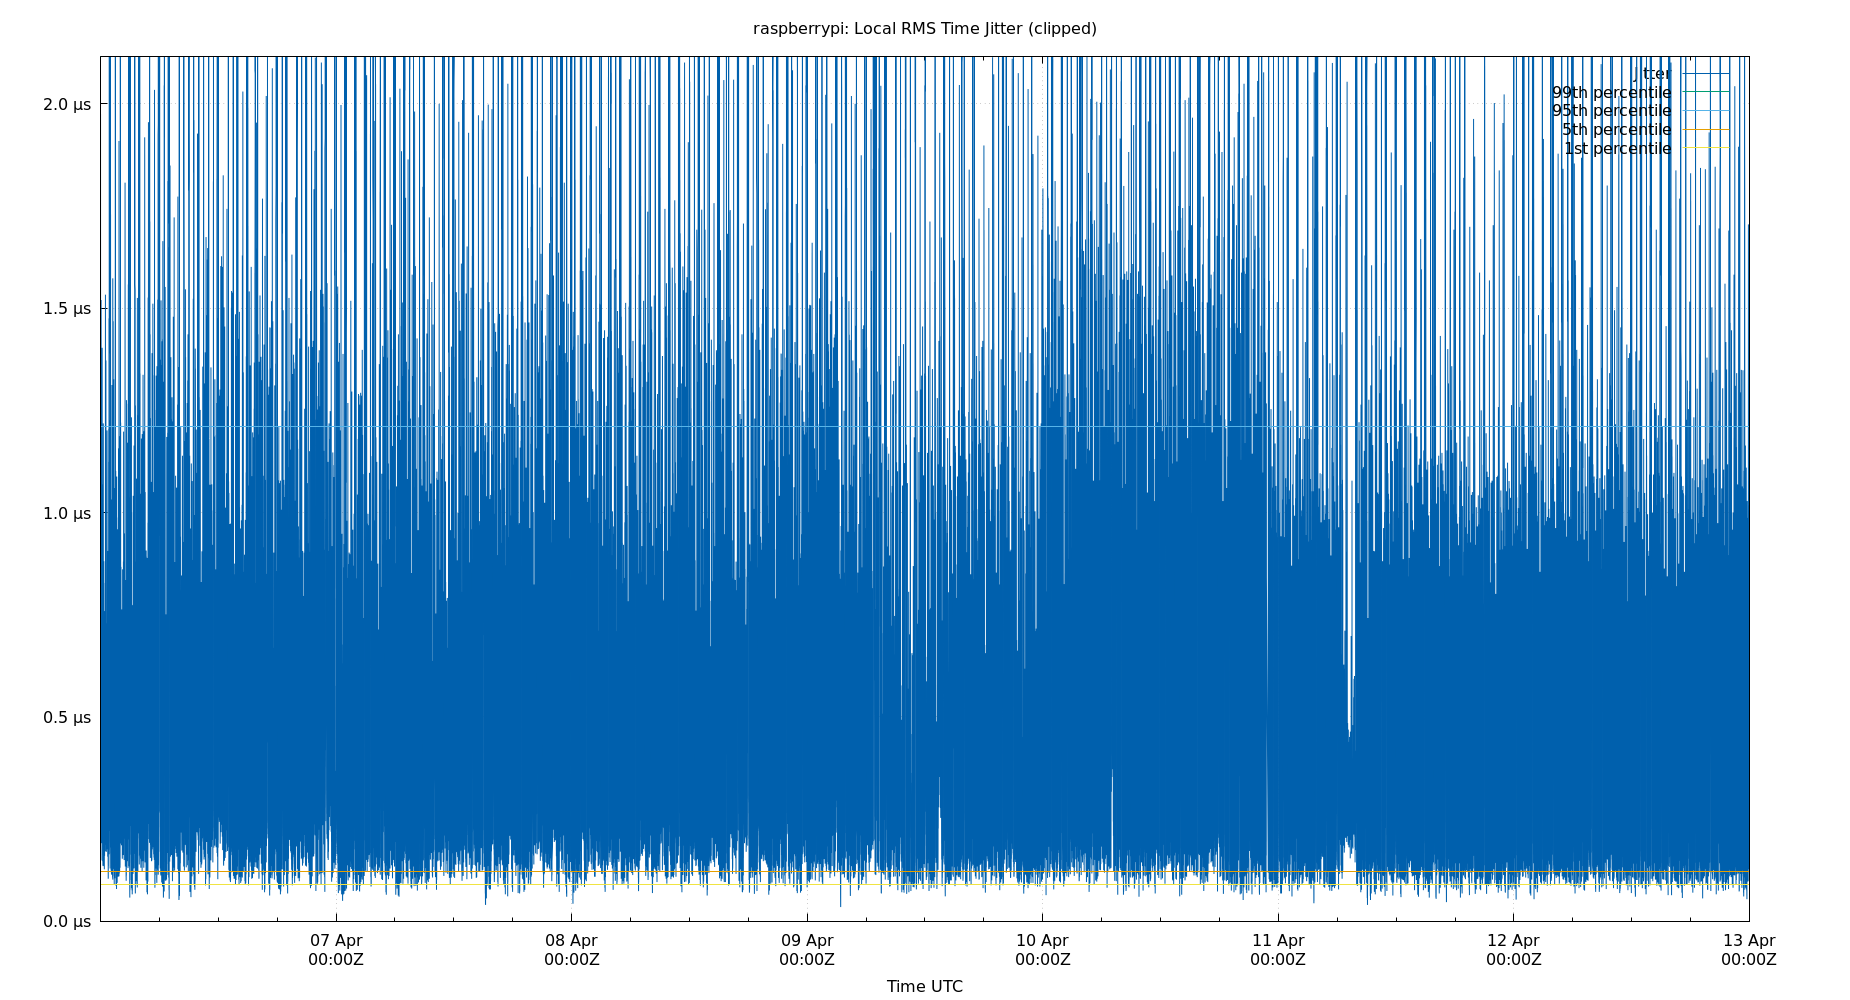 raspberrypi: Local RMS Time Jitter (clipped)
jitter
99th percentile
95th percentile
5th percentile
1st percentile
2.0 µs
1.5 µs
1.0 µs
0.5 µs
0.0 µs
07 Apr 08 Apr 09 Apr 10 Apr 11 Apr 12 Apr 13 Apr
00:00Z 00:00Z 00:00Z 00:00Z 00:00Z 00:00Z 00:00Z
Time UTC